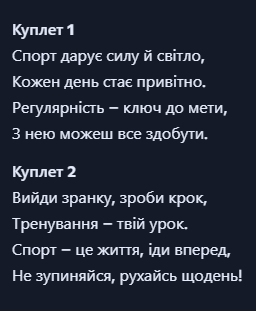 Куплет 1
Спорт дарує силу й світло,
Кожен день стає привітно.
Регулярність – ключ до мети,
З нею можеш все здобути.
Куплет 2
Вийди зранку, зроби крок,
Тренування – твій урок.
Спорт – це життя, іди вперед,
Не зупиняйся, рухайсь щодень!